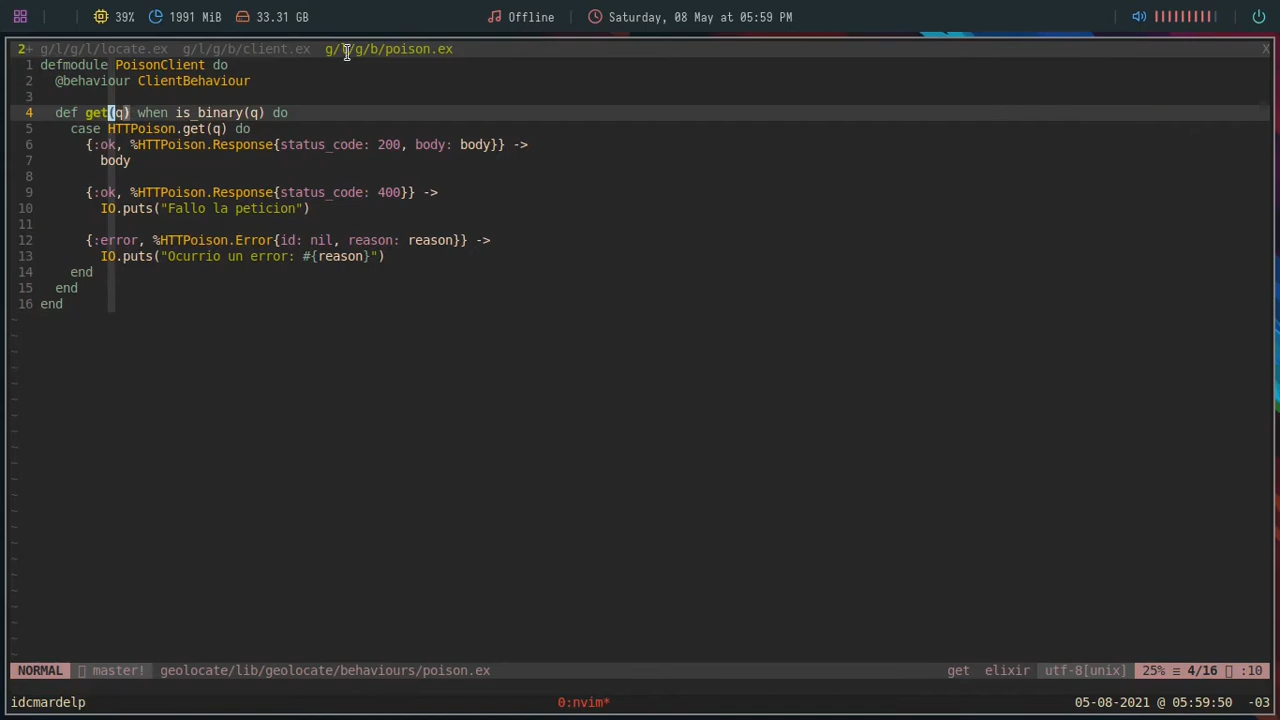 39% 1991 MiB 33.31 GB Offline Saturday, 08 May at 05:59 PM
2+ g/l/g/l/locate.ex g/l/g/b/client.ex g/l/g/b/poison.ex X
1 defmodule PoisonClient do
2 @behaviour ClientBehaviour
3
4 def get(q) when is_binary(q) do
5 case HTTPoison.get(q) do
6 {:ok, %HTTPoison.Response{status_code: 200, body: body}} ->
7 body
8
9 {:ok, %HTTPoison.Response{status_code: 400}} ->
10 IO.puts("Fallo la peticion")
11
12 {:error, %HTTPoison.Error{id: nil, reason: reason}} ->
13 IO.puts("Ocurrio un error: #{reason}")
14 end
15 end
16 end
NORMAL master! geolocate/lib/geolocate/behaviours/poison.ex get elixir utf-8[unix] 25% ≡ 4/16 :10
idcmardelp 0:nvim* 05-08-2021 @ 05:59:50 -03